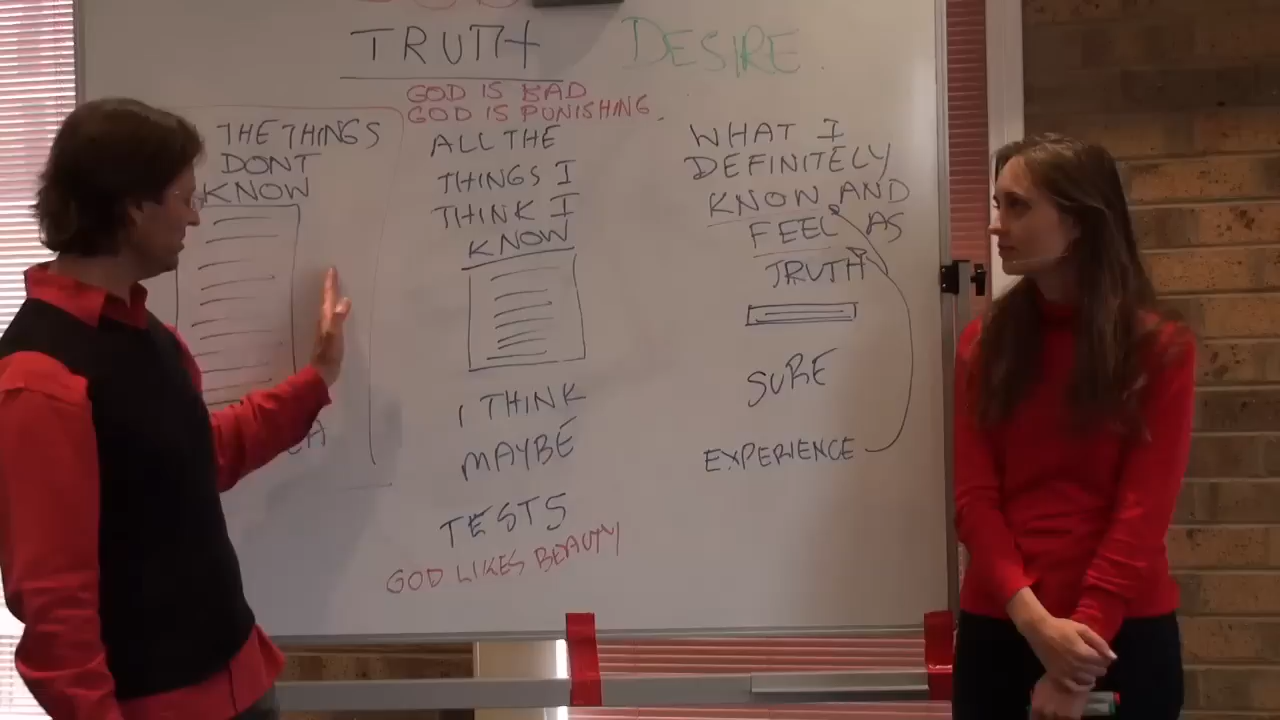 TRUTH
DESIRE.
GOD IS BAD
GOD IS PUNISHING.
THE THINGS
DONT
KNOW
ALL THE
THINGS I
THINK I
KNOW
I THINK
MAYBE
TESTS
GOD LIKES BEAUTY
WHAT I
DEFINITELY
KNOW AND
FEEL AS
TRUTH
SURE
EXPERIENCE